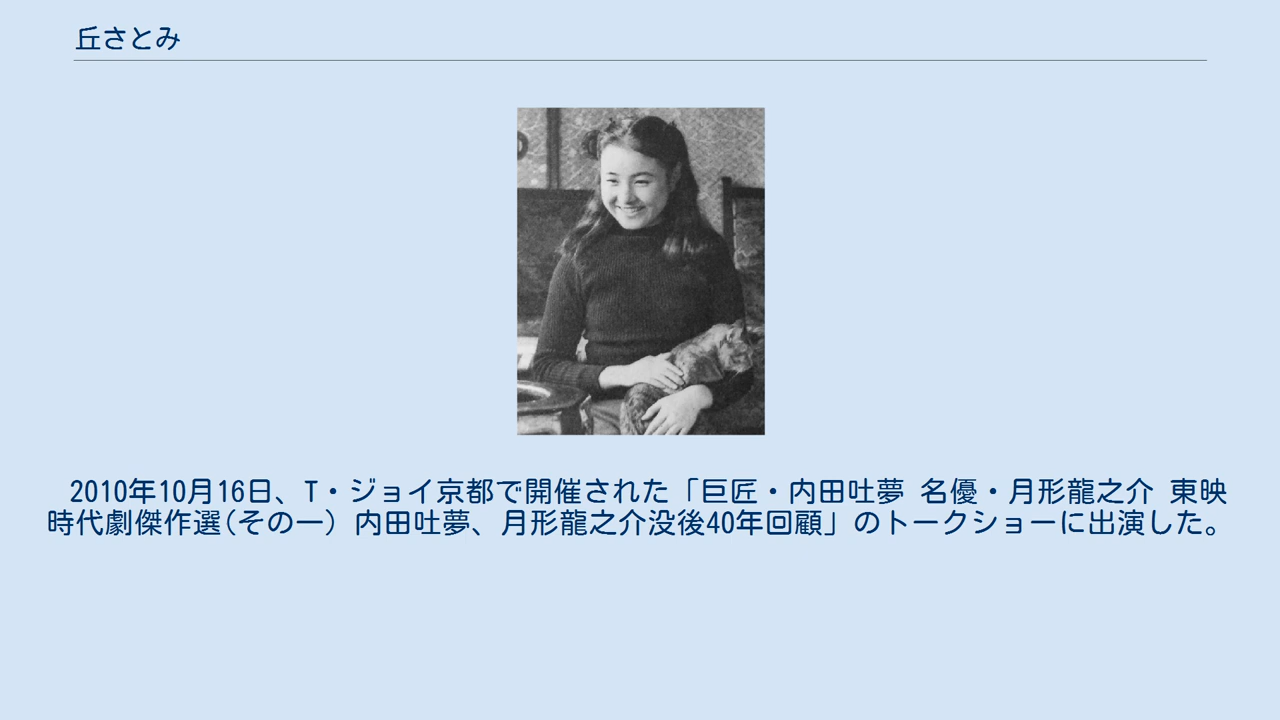 丘さとみ
2010年10月16日、T・ジョイ京都で開催された「巨匠・内田吐夢 名優・月形龍之介 東映
時代劇傑作選(その一) 内田吐夢、月形龍之介没後40年回顧」のトークショーに出演した。